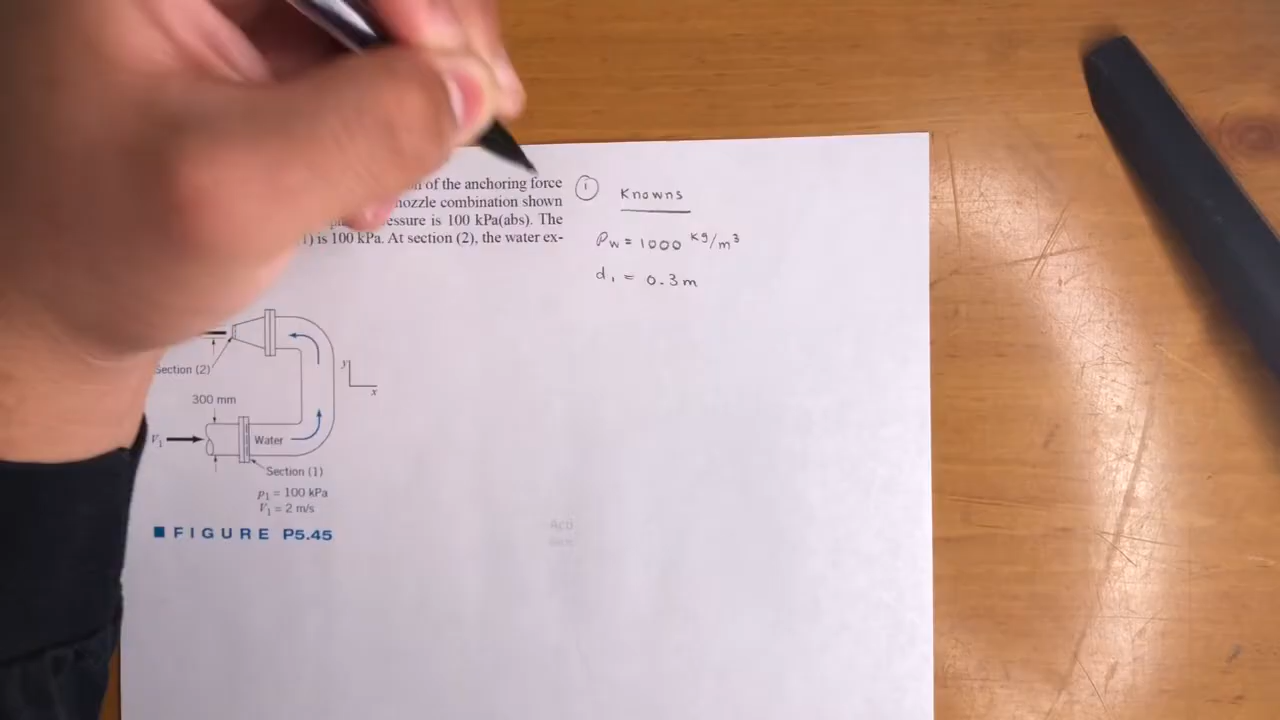 of the anchoring force
nozzle combination shown
essure is 100 kPa(abs). The
1) is 100 kPa. At section (2), the water ex-
① Knowns
ρw = 1000 kg/m³
d₁ = 0.3m
Section (2)
y
x
300 mm
V₁
Water
Section (1)
p₁ = 100 kPa
V₁ = 2 m/s
■ FIGURE P5.45